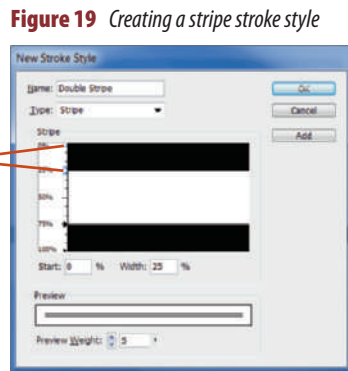 Figure 19 Creating a stripe stroke style
New Stroke Style
Name: Double Stripe
OK
Type: Stripe
Cancel
Stripe
Add
0%
25%
50%
75%
100%
Start: 0 % Width: 25 %
Preview
Preview Weight: 5